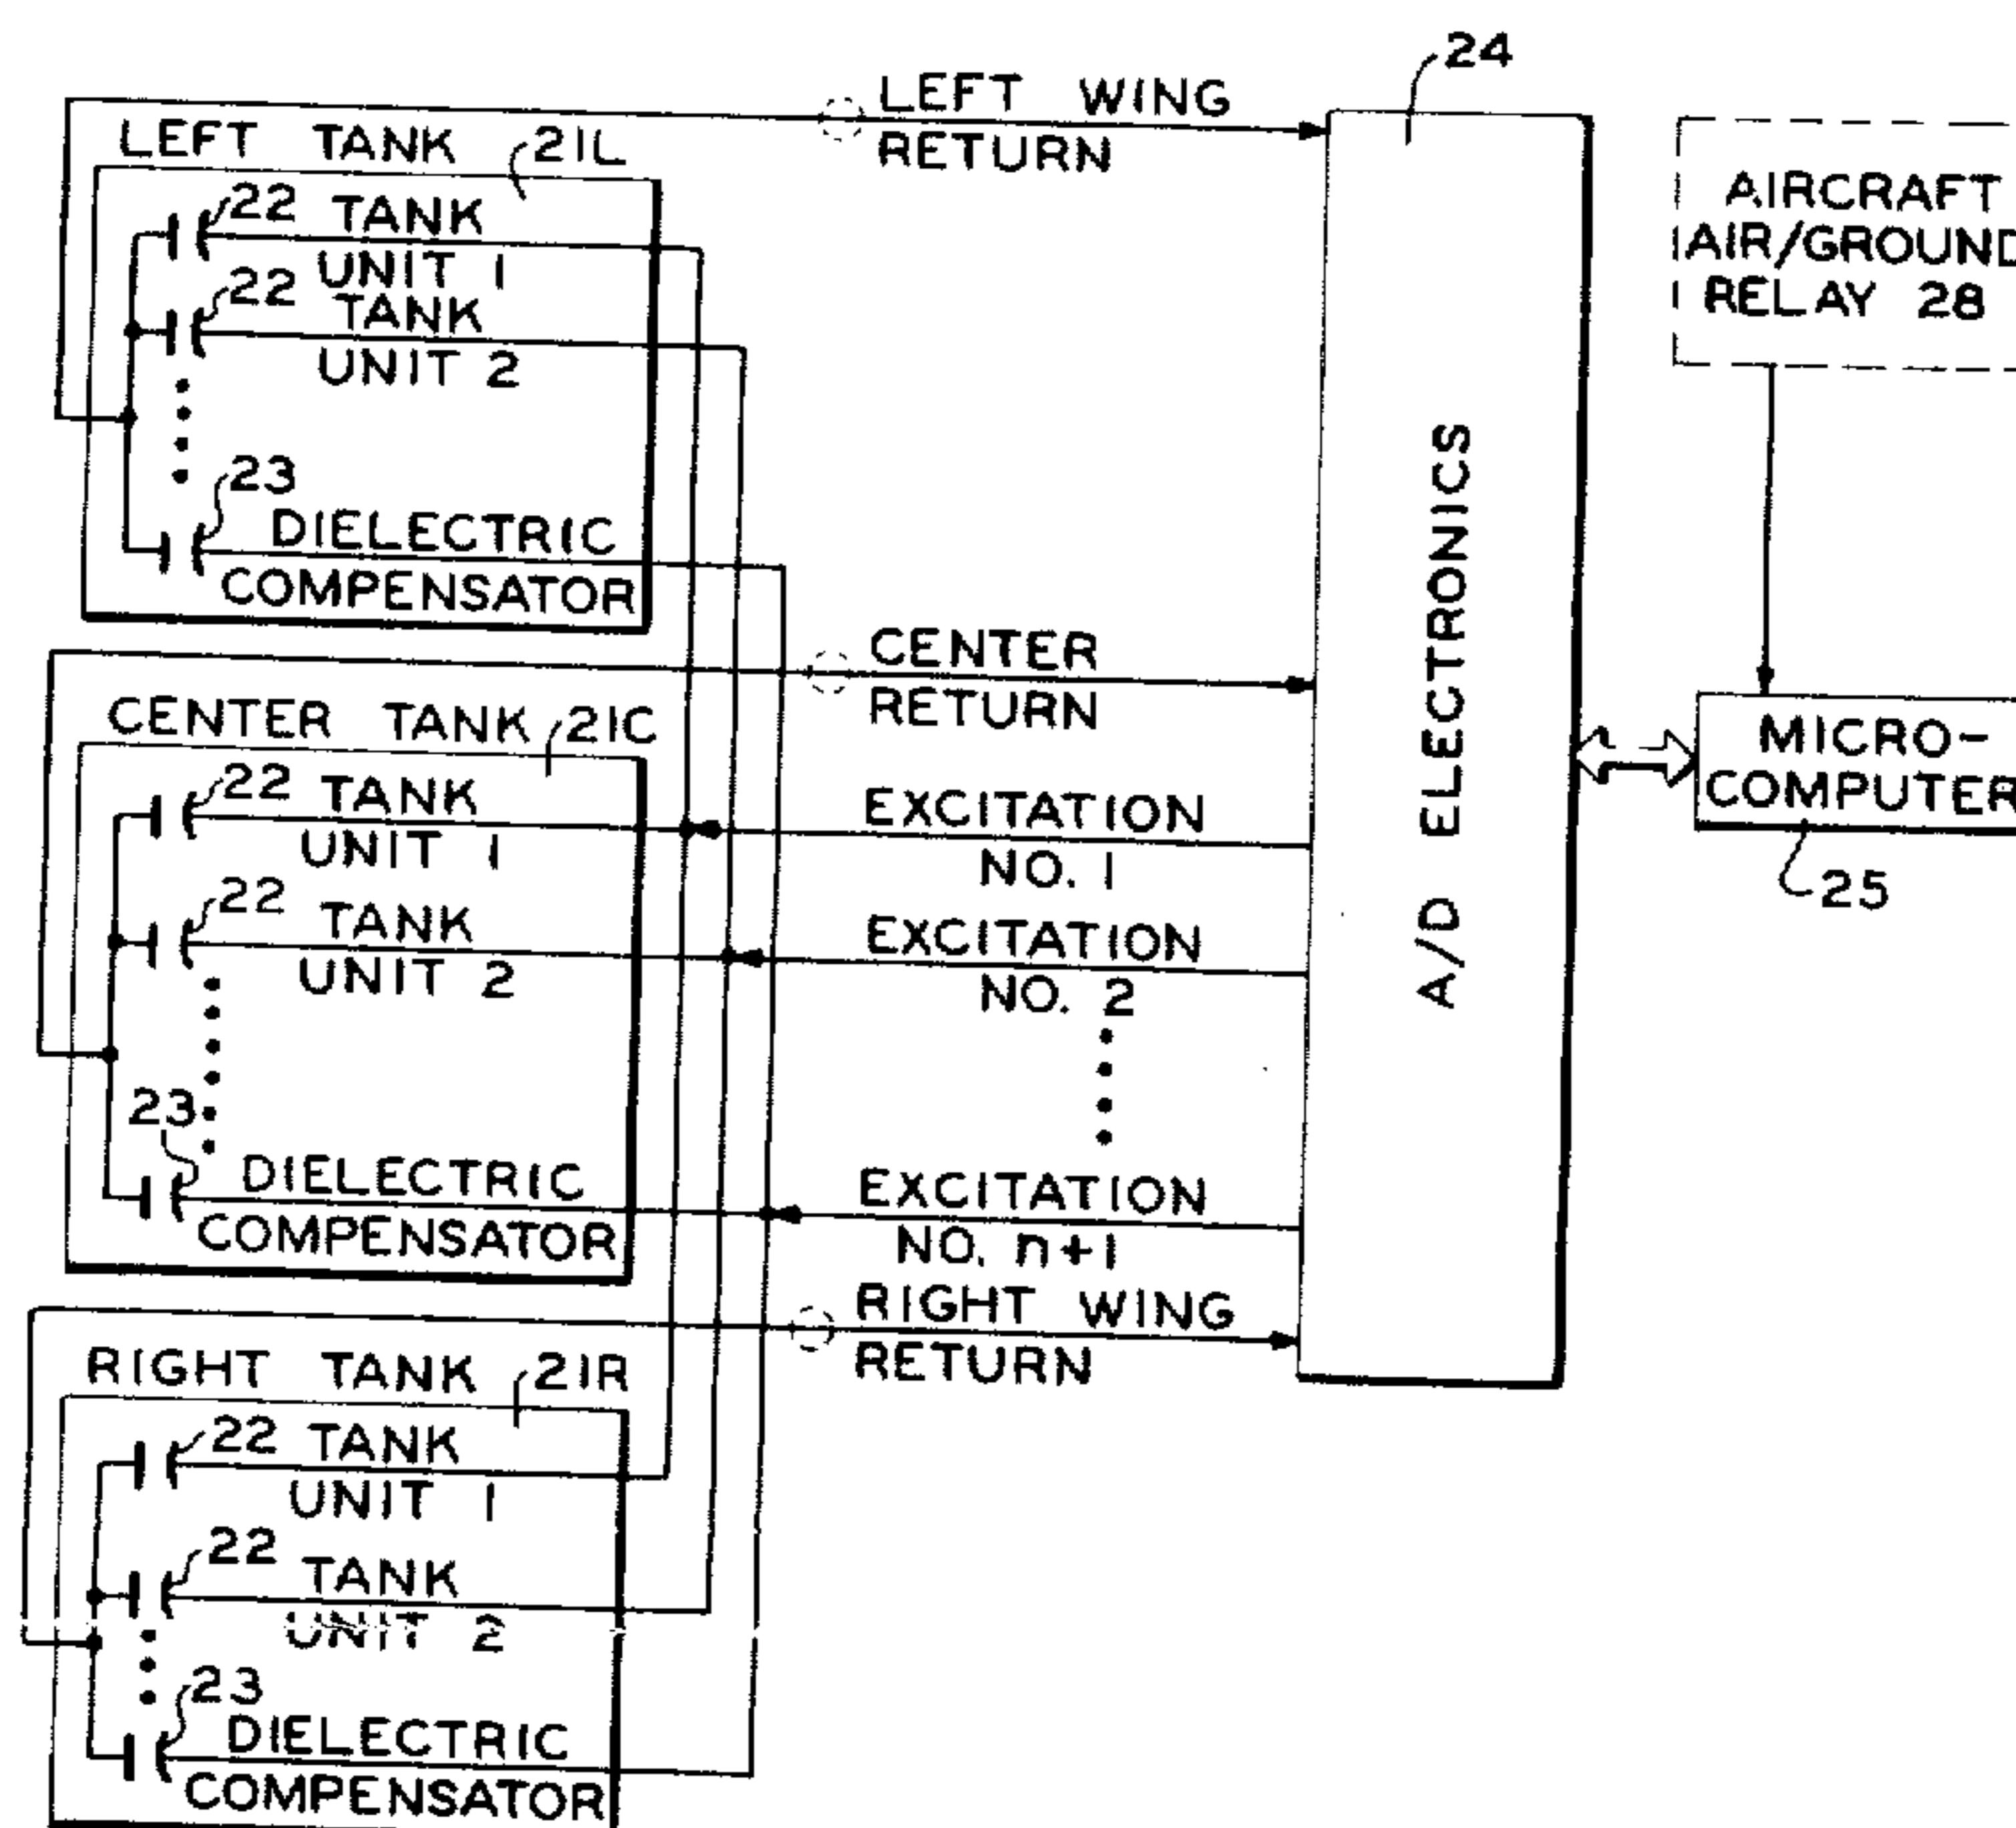 24
LEFT WING
RETURN
LEFT TANK 21L
22 TANK
UNIT 1
22 TANK
UNIT 2
23
DIELECTRIC
COMPENSATOR
AIRCRAFT
AIR/GROUND
RELAY 28
A/D ELECTRONICS
CENTER
RETURN
CENTER TANK 21C
22 TANK
UNIT 1
22 TANK
UNIT 2
23
DIELECTRIC
COMPENSATOR
EXCITATION
NO. 1
EXCITATION
NO. 2
EXCITATION
NO. n+1
MICRO-
COMPUTER
25
RIGHT WING
RETURN
RIGHT TANK 21R
22 TANK
UNIT 1
22 TANK
UNIT 2
23
DIELECTRIC
COMPENSATOR